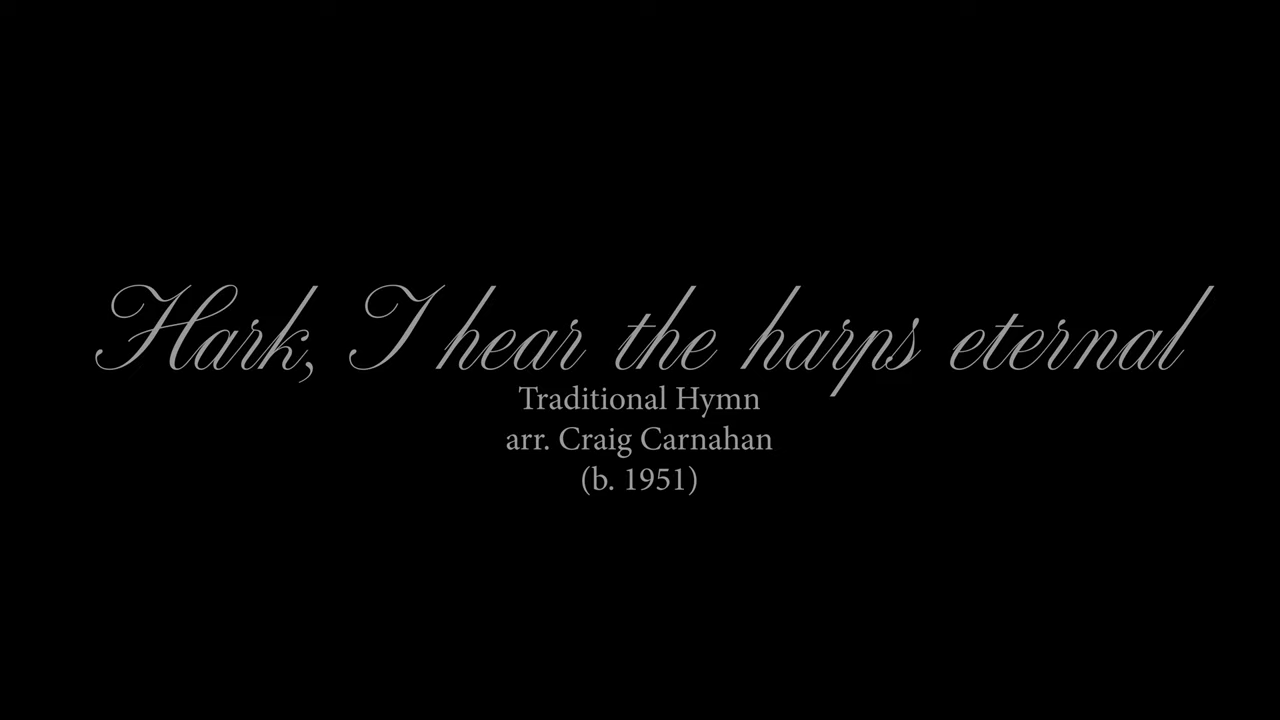 Hark, I hear the harps eternal
Traditional Hymn
arr. Craig Carnahan
(b. 1951)